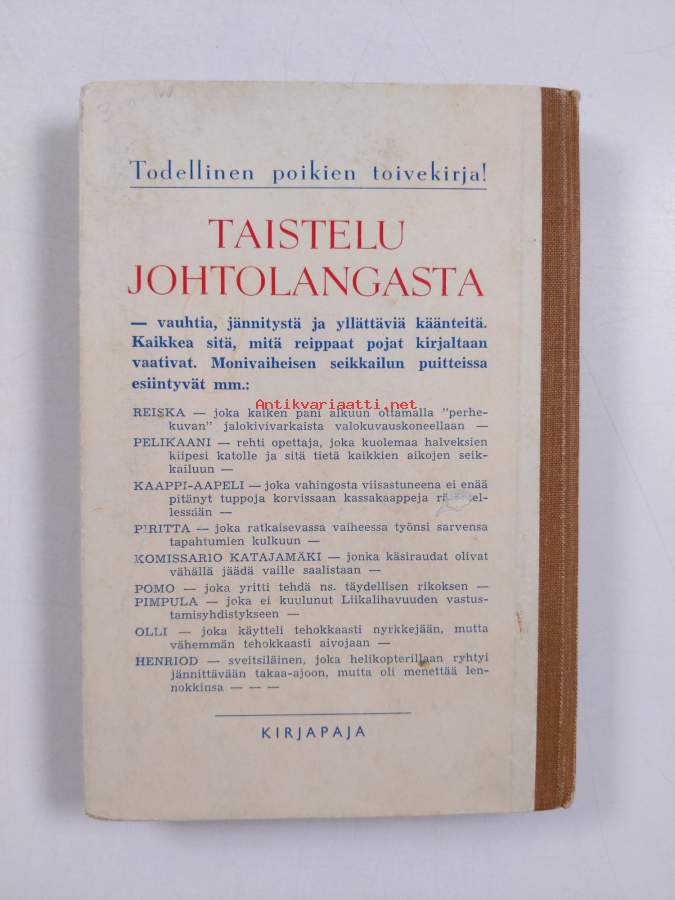 Todellinen poikien toivekirja!
TAISTELU
JOHTOLANGASTA
— vauhtia, jännitystä ja yllättäviä käänteitä.
Kaikkea sitä, mitä reippaat pojat kirjaltaan
vaativat. Monivaiheisen seikkailun puitteissa
esiintyvät mm.:
Antikvariaatti.net
REISKA — joka kaiken pani alkuun ottamalla "perhe-
kuvan" jalokivivarkaista valokuvauskoneellaan —
PELIKAANI — rehti opettaja, joka kuolemaa halveksien
kiipesi katolle ja sitä tietä kaikkien aikojen seik-
kailuun —
KAAPPI-AAPELI — joka vahingosta viisastuneena ei enää
pitänyt tuppoja korvissaan kassakaappeja
lessään —
PIRITTA — joka ratkaisevassa vaiheessa työnsi sarvensa
tapahtumien kulkuun —
KOMISSARIO KATAJAMÄKI — jonka käsiraudat olivat
vähällä jäädä vaille saalistaan —
POMO — joka yritti tehdä ns. täydellisen rikoksen —
PIMPULA — joka ei kuulunut Liikalihavuuden vastus-
tamisyhdistykseen —
OLLI — joka käytteli tehokkaasti nyrkkejään, mutta
vähemmän tehokkaasti aivojaan —
HENRIOD — sveitsiläinen, joka helikopterillaan ryhtyi
jännittävään takaa-ajoon, mutta oli menettää len-
nokkinsa — — —
KIRJAPAJA